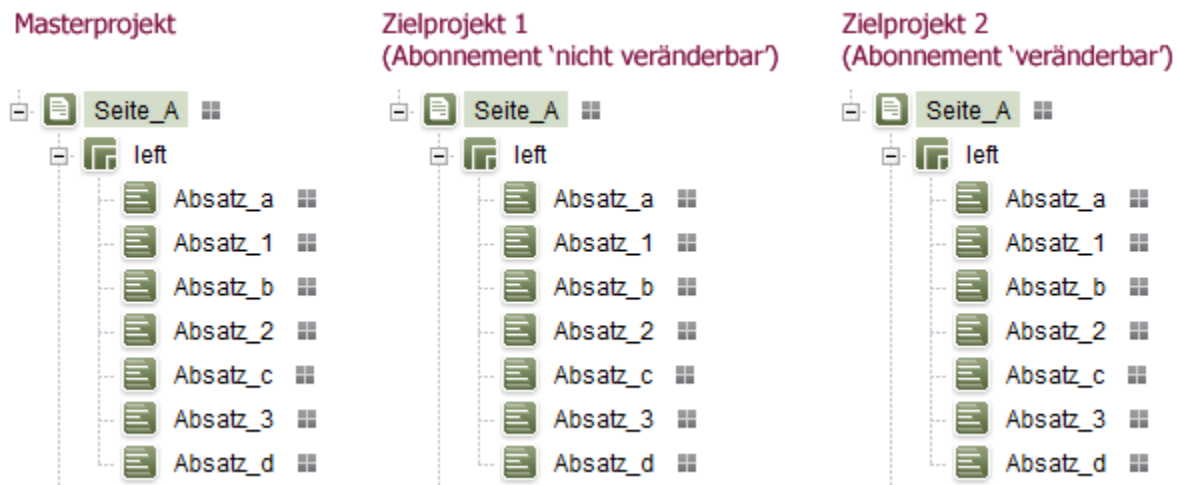 Masterprojekt
Seite_A
left
Absatz_a
Absatz_1
Absatz_b
Absatz_2
Absatz_c
Absatz_3
Absatz_d
Zielprojekt 1
(Abonnement ‘nicht veränderbar’)
Seite_A
left
Absatz_a
Absatz_1
Absatz_b
Absatz_2
Absatz_c
Absatz_3
Absatz_d
Zielprojekt 2
(Abonnement ‘veränderbar’)
Seite_A
left
Absatz_a
Absatz_1
Absatz_b
Absatz_2
Absatz_c
Absatz_3
Absatz_d